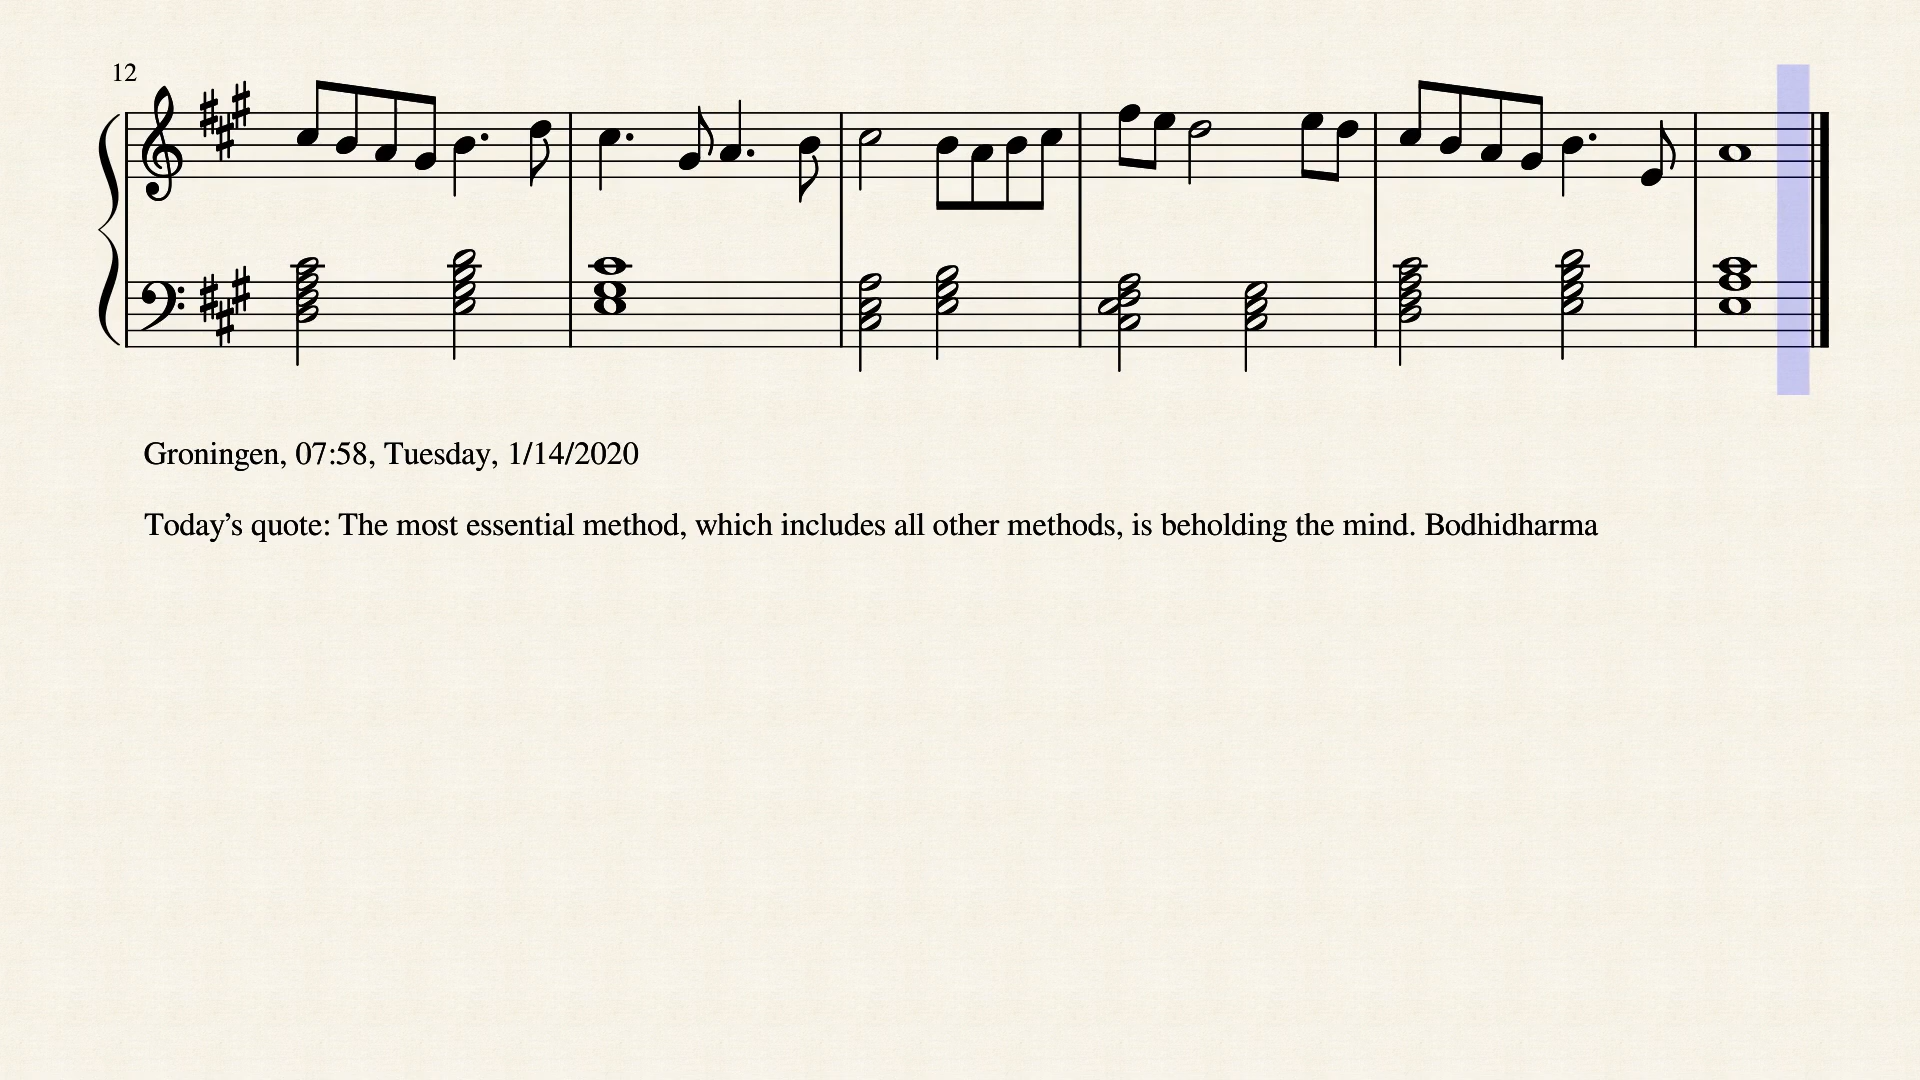 12
Groningen, 07:58, Tuesday, 1/14/2020
Today’s quote: The most essential method, which includes all other methods, is beholding the mind. Bodhidharma